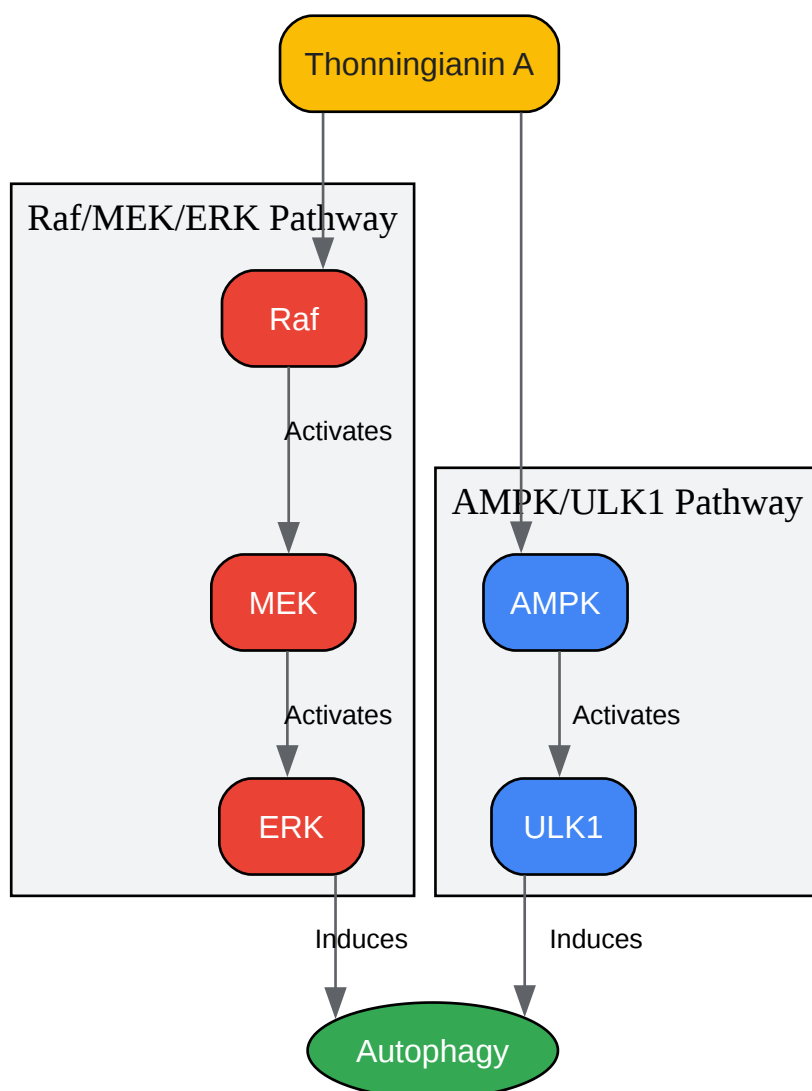 Thonningianin A
Raf/MEK/ERK Pathway
Raf
Activates
AMPK/ULK1 Pathway
MEK
AMPK
Activates
Activates
ERK
ULK1
Induces
Induces
Autophagy